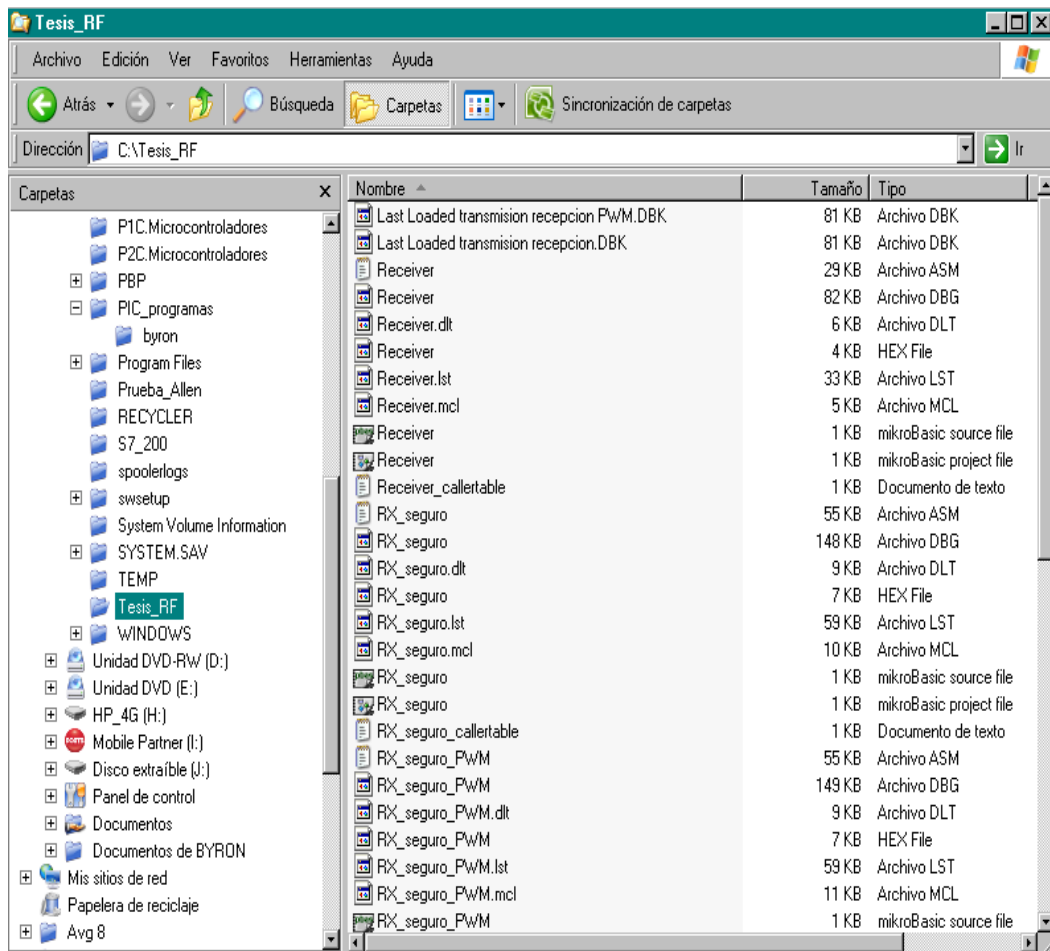 Tesis_RF
Archivo Edición Ver Favoritos Herramientas Ayuda
Atrás Búsqueda Carpetas Sincronización de carpetas
Dirección C:\Tesis_RF Ir
Carpetas
P1C.Microcontroladores
P2C.Microcontroladores
PBP
PIC_programas
byron
Program Files
Prueba_Allen
RECYCLER
S7_200
spoolerlogs
swsetup
System Volume Information
SYSTEM.SAV
TEMP
Tesis_RF
WINDOWS
Unidad DVD-RW (D:)
Unidad DVD (E:)
HP_4G (H:)
Mobile Partner (I:)
Disco extraíble (J:)
Panel de control
Documentos
Documentos de BYRON
Mis sitios de red
Papelera de reciclaje
Avg 8
Nombre Tamaño Tipo
Last Loaded transmision recepcion PWM.DBK 81 KB Archivo DBK
Last Loaded transmision recepcion.DBK 81 KB Archivo DBK
Receiver 29 KB Archivo ASM
Receiver 82 KB Archivo DBG
Receiver.dlt 6 KB Archivo DLT
Receiver 4 KB HEX File
Receiver.lst 33 KB Archivo LST
Receiver.mcl 5 KB Archivo MCL
Receiver 1 KB mikroBasic source file
Receiver 1 KB mikroBasic project file
Receiver_callertable 1 KB Documento de texto
RX_seguro 55 KB Archivo ASM
RX_seguro 148 KB Archivo DBG
RX_seguro.dlt 9 KB Archivo DLT
RX_seguro 7 KB HEX File
RX_seguro.lst 59 KB Archivo LST
RX_seguro.mcl 10 KB Archivo MCL
RX_seguro 1 KB mikroBasic source file
RX_seguro 1 KB mikroBasic project file
RX_seguro_callertable 1 KB Documento de texto
RX_seguro_PWM 55 KB Archivo ASM
RX_seguro_PWM 149 KB Archivo DBG
RX_seguro_PWM.dlt 9 KB Archivo DLT
RX_seguro_PWM 7 KB HEX File
RX_seguro_PWM.lst 59 KB Archivo LST
RX_seguro_PWM.mcl 11 KB Archivo MCL
RX_seguro_PWM 1 KB mikroBasic source file